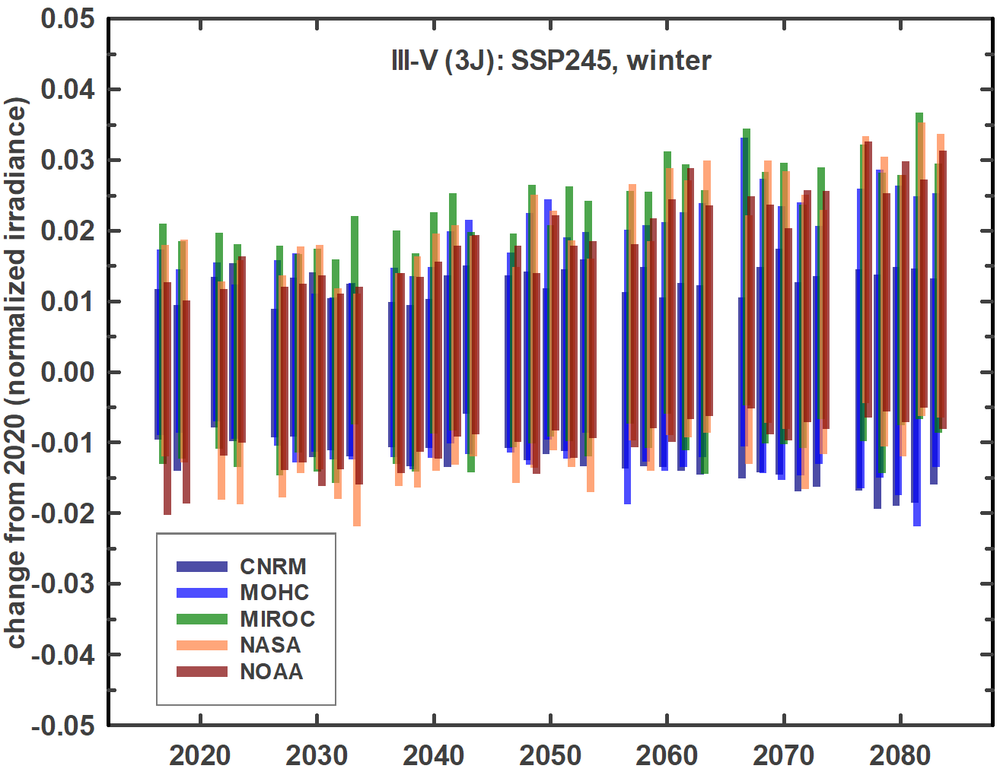 0.05
III-V (3J): SSP245, winter
0.04
0.03
0.02
0.01
0.00
-0.01
-0.02
-0.03
-0.04
-0.05
change from 2020 (normalized irradiance)
CNRM
MOHC
MIROC
NASA
NOAA
2020 2030 2040 2050 2060 2070 2080